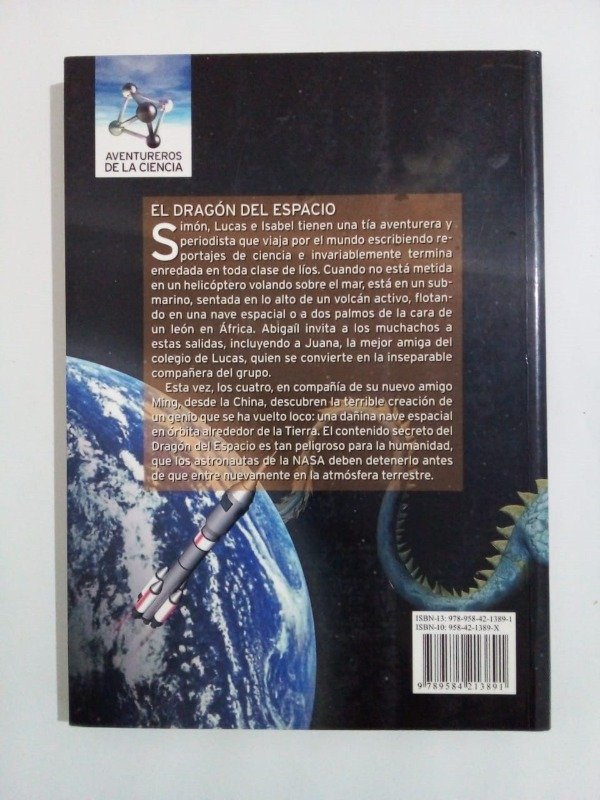 AVENTUREROS
DE LA CIENCIA
EL DRAGÓN DEL ESPACIO
Simón, Lucas e Isabel tienen una tía aventurera y
periodista que viaja por el mundo escribiendo re-
portajes de ciencia e invariablemente termina
enredada en toda clase de líos. Cuando no está metida
en un helicóptero volando sobre el mar, está en un sub-
marino, sentada en lo alto de un volcán activo, flotan-
do en una nave espacial o a dos palmos de la cara de
un león en África. Abigaíl invita a los muchachos a
estas salidas, incluyendo a Juana, la mejor amiga del
colegio de Lucas, quien se convierte en la inseparable
compañera del grupo.
Esta vez, los cuatro, en compañía de su nuevo amigo
Ming, desde la China, descubren la terrible creación de
un genio que se ha vuelto loco: una dañina nave espacial
en órbita alrededor de la Tierra. El contenido secreto del
Dragón del Espacio es tan peligroso para la humanidad,
que los astronautas de la NASA deben detenerlo antes
de que entre nuevamente en la atmósfera terrestre.
ISBN-13: 978-958-42-1389-1
ISBN-10: 958-42-1389-X
9 789584 213891